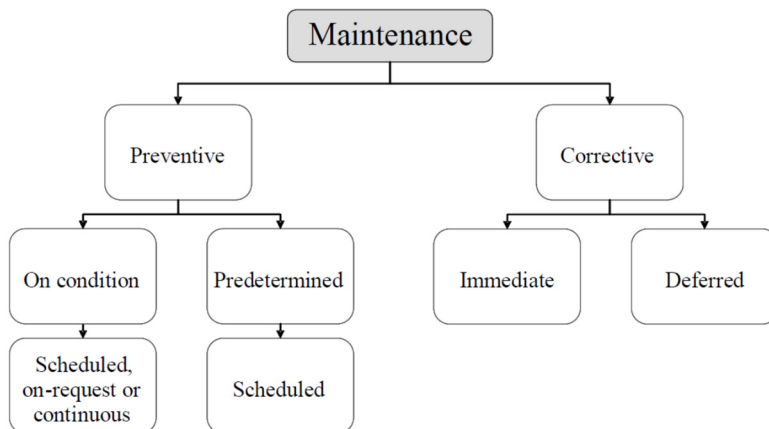 Maintenance
Preventive
Corrective
On condition
Predetermined
Immediate
Deferred
Scheduled,
on-request or
continuous
Scheduled